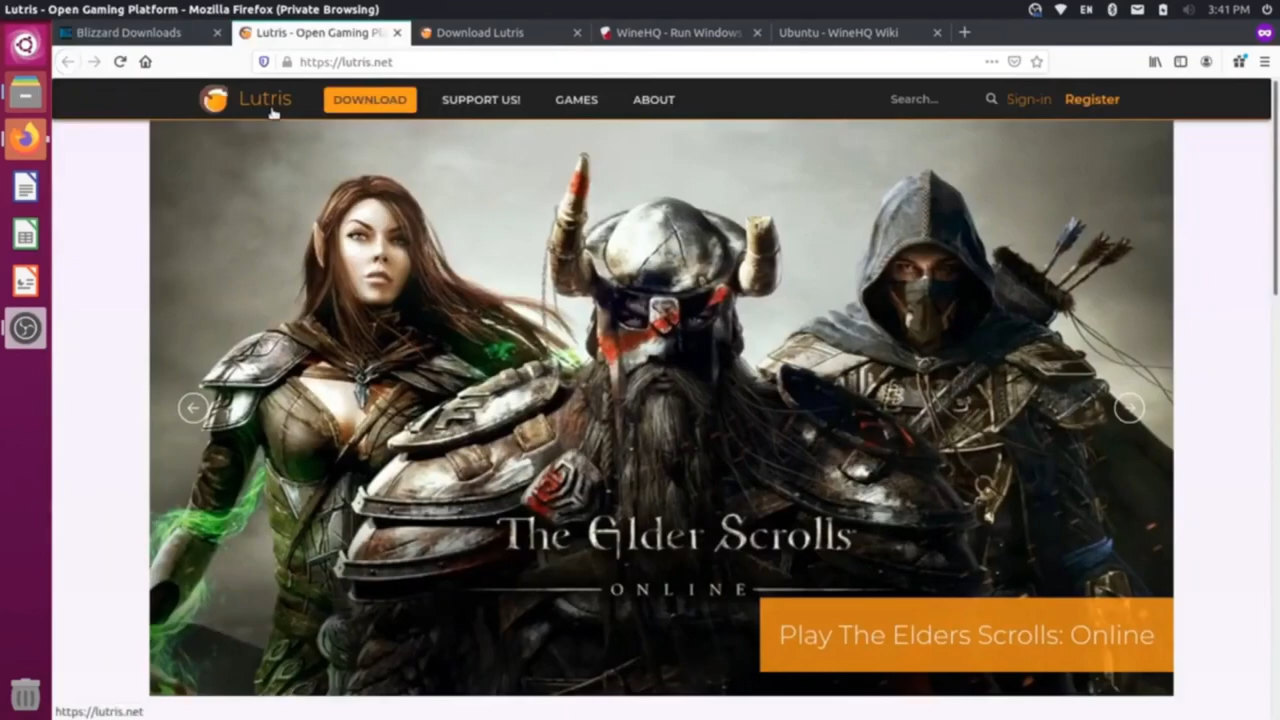 Lutris - Open Gaming Platform - Mozilla Firefox (Private Browsing)
EN
3:41 PM
Blizzard Downloads
Lutris - Open Gaming Pl
Download Lutris
WineHQ - Run Windows
Ubuntu - WineHQ Wiki
https://lutris.net
Lutris
DOWNLOAD
SUPPORT US!
GAMES
ABOUT
Search...
Sign-in
Register
The Elder Scrolls
ONLINE
Play The Elders Scrolls: Online
https://lutris.net